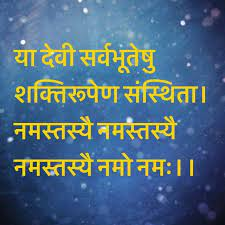 या देवी सर्वभूतेषु
शक्तिरूपेण संस्थिता।
नमस्तस्यै नमस्तस्यै
नमस्तस्यै नमो नमः।।